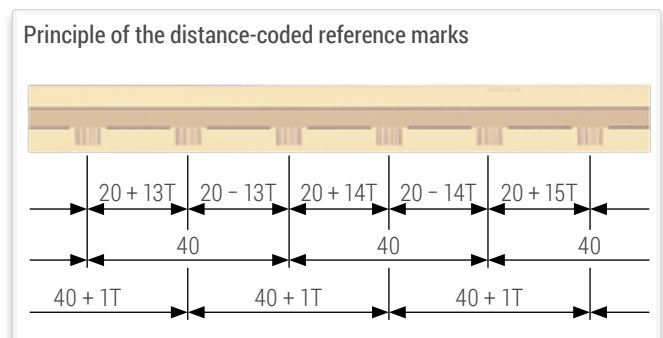 Principle of the distance-coded reference marks
20 + 13T 20 − 13T 20 + 14T 20 − 14T 20 + 15T
40 40 40
40 + 1T 40 + 1T 40 + 1T